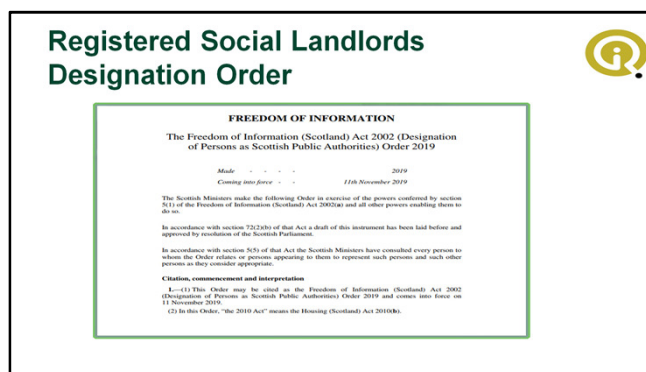 Registered Social Landlords
Designation Order
FREEDOM OF INFORMATION
The Freedom of Information (Scotland) Act 2002 (Designation
of Persons as Scottish Public Authorities) Order 2019
Made - - - - 2019
Coming into force - - 11th November 2019
The Scottish Ministers make the following Order in exercise of the powers conferred by section
5(1) of the Freedom of Information (Scotland) Act 2002(a) and all other powers enabling them to
do so.
In accordance with section 72(2)(b) of that Act a draft of this instrument has been laid before and
approved by resolution of the Scottish Parliament.
In accordance with section 5(5) of that Act the Scottish Ministers have consulted every person to
whom the Order relates or persons appearing to them to represent such persons and such other
persons as they consider appropriate.
Citation, commencement and interpretation
1.—(1) This Order may be cited as the Freedom of Information (Scotland) Act 2002
(Designation of Persons as Scottish Public Authorities) Order 2019 and comes into force on
11 November 2019.
(2) In this Order, "the 2010 Act" means the Housing (Scotland) Act 2010(b).